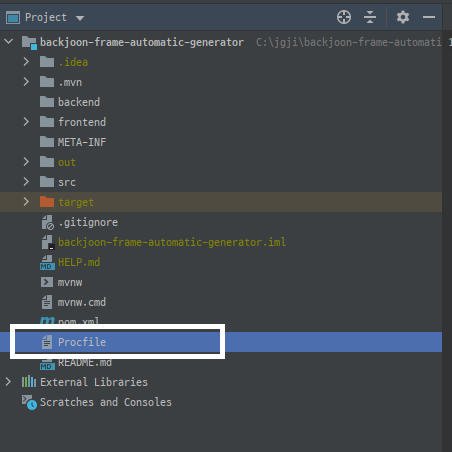 Project
backjoon-frame-automatic-generator C:\jgji\backjoon-frame-automati
.idea
.mvn
backend
frontend
META-INF
out
src
target
.gitignore
backjoon-frame-automatic-generator.iml
HELP.md
mvnw
mvnw.cmd
pom.xml
Procfile
README.md
External Libraries
Scratches and Consoles